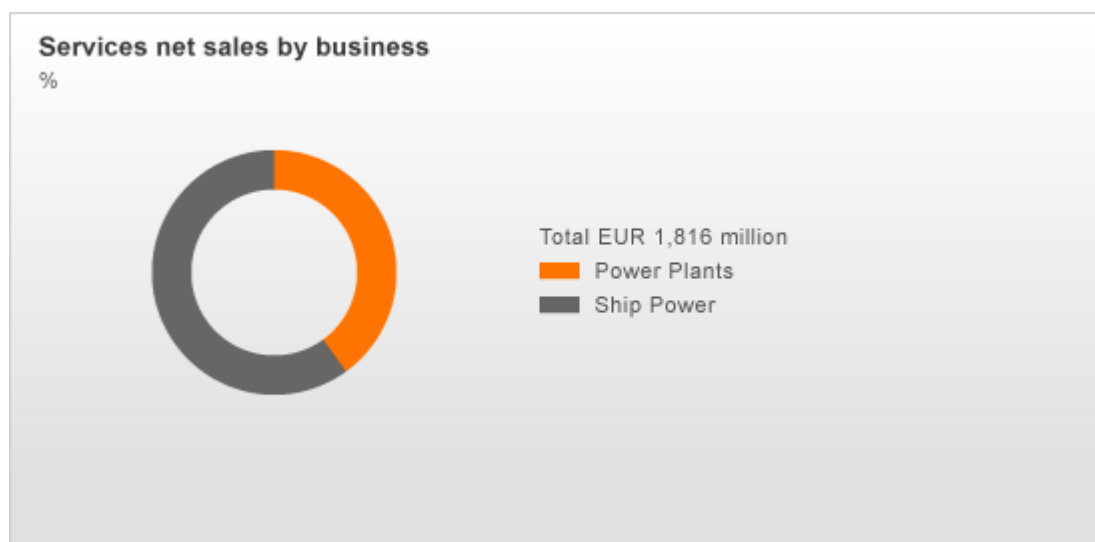 Services net sales by business
%
Total EUR 1,816 million
Power Plants
Ship Power